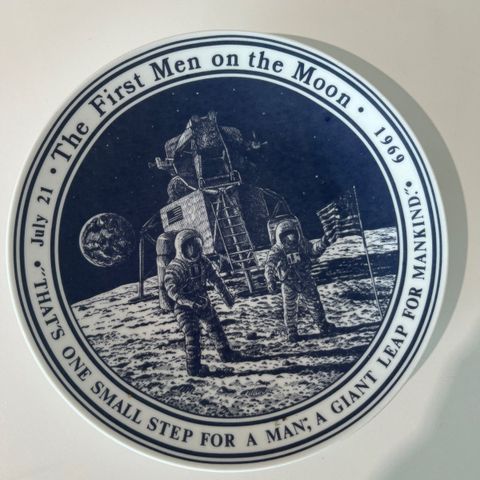 The First Men on the Moon •
• July 21 •
1969 •
"THAT'S ONE SMALL STEP FOR A MAN; A GIANT LEAP FOR MANKIND."